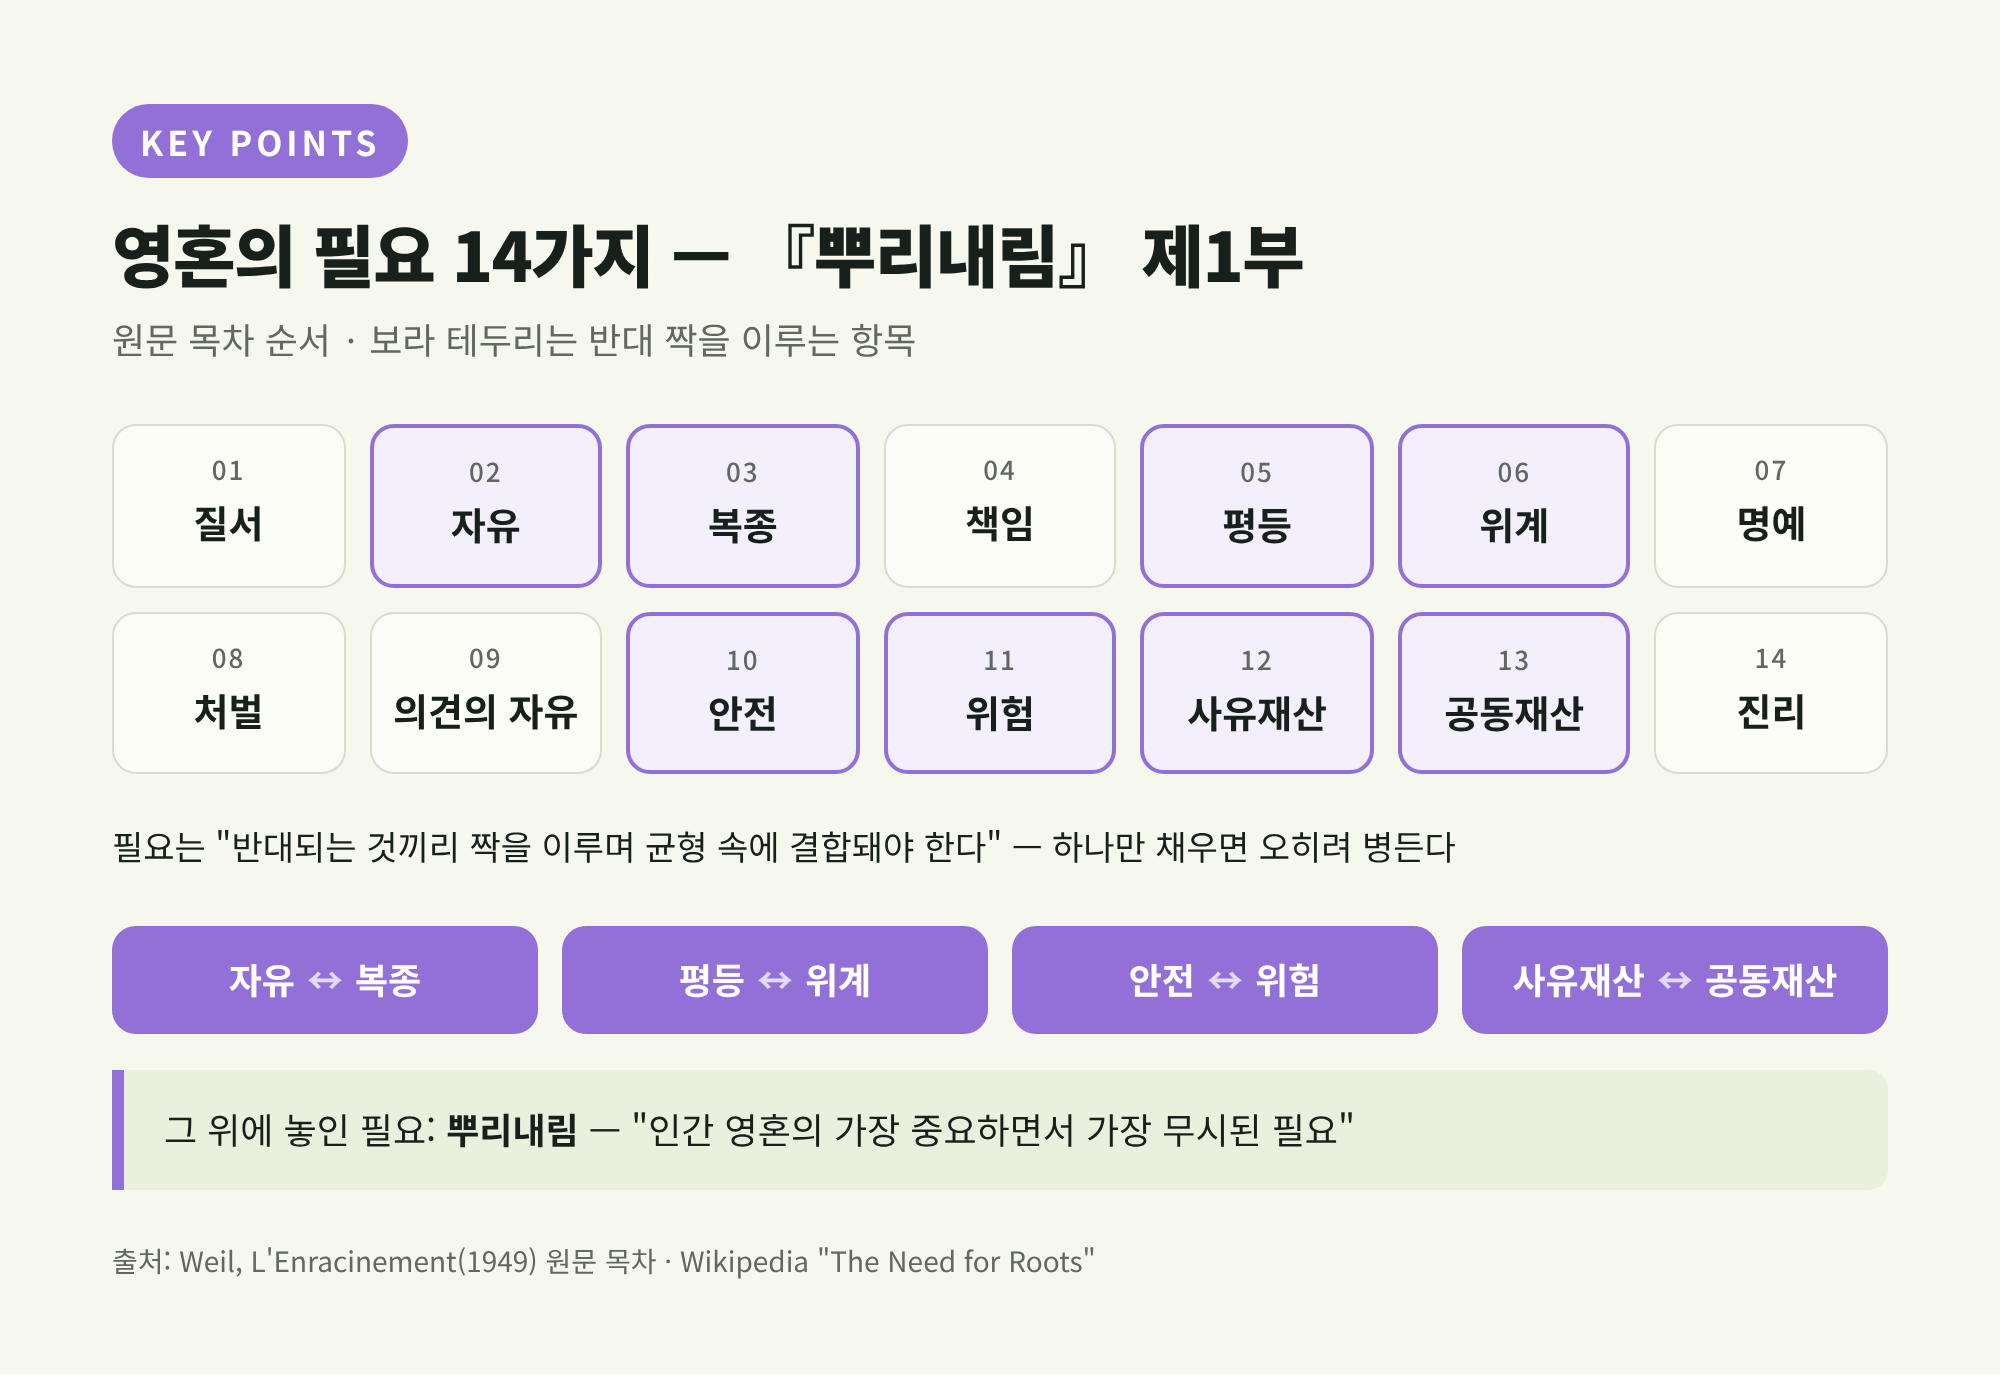 KEY POINTS
영혼의 필요 14가지 — 『뿌리내림』 제1부
원문 목차 순서 · 보라 테두리는 반대 짝을 이루는 항목
01
질서
02
자유
03
복종
04
책임
05
평등
06
위계
07
명예
08
처벌
09
의견의 자유
10
안전
11
위험
12
사유재산
13
공동재산
14
진리
필요는 "반대되는 것끼리 짝을 이루며 균형 속에 결합돼야 한다" — 하나만 채우면 오히려 병든다
자유 ↔ 복종
평등 ↔ 위계
안전 ↔ 위험
사유재산 ↔ 공동재산
그 위에 놓인 필요: 뿌리내림 — "인간 영혼의 가장 중요하면서 가장 무시된 필요"
출처: Weil, L'Enracinement(1949) 원문 목차 · Wikipedia "The Need for Roots"